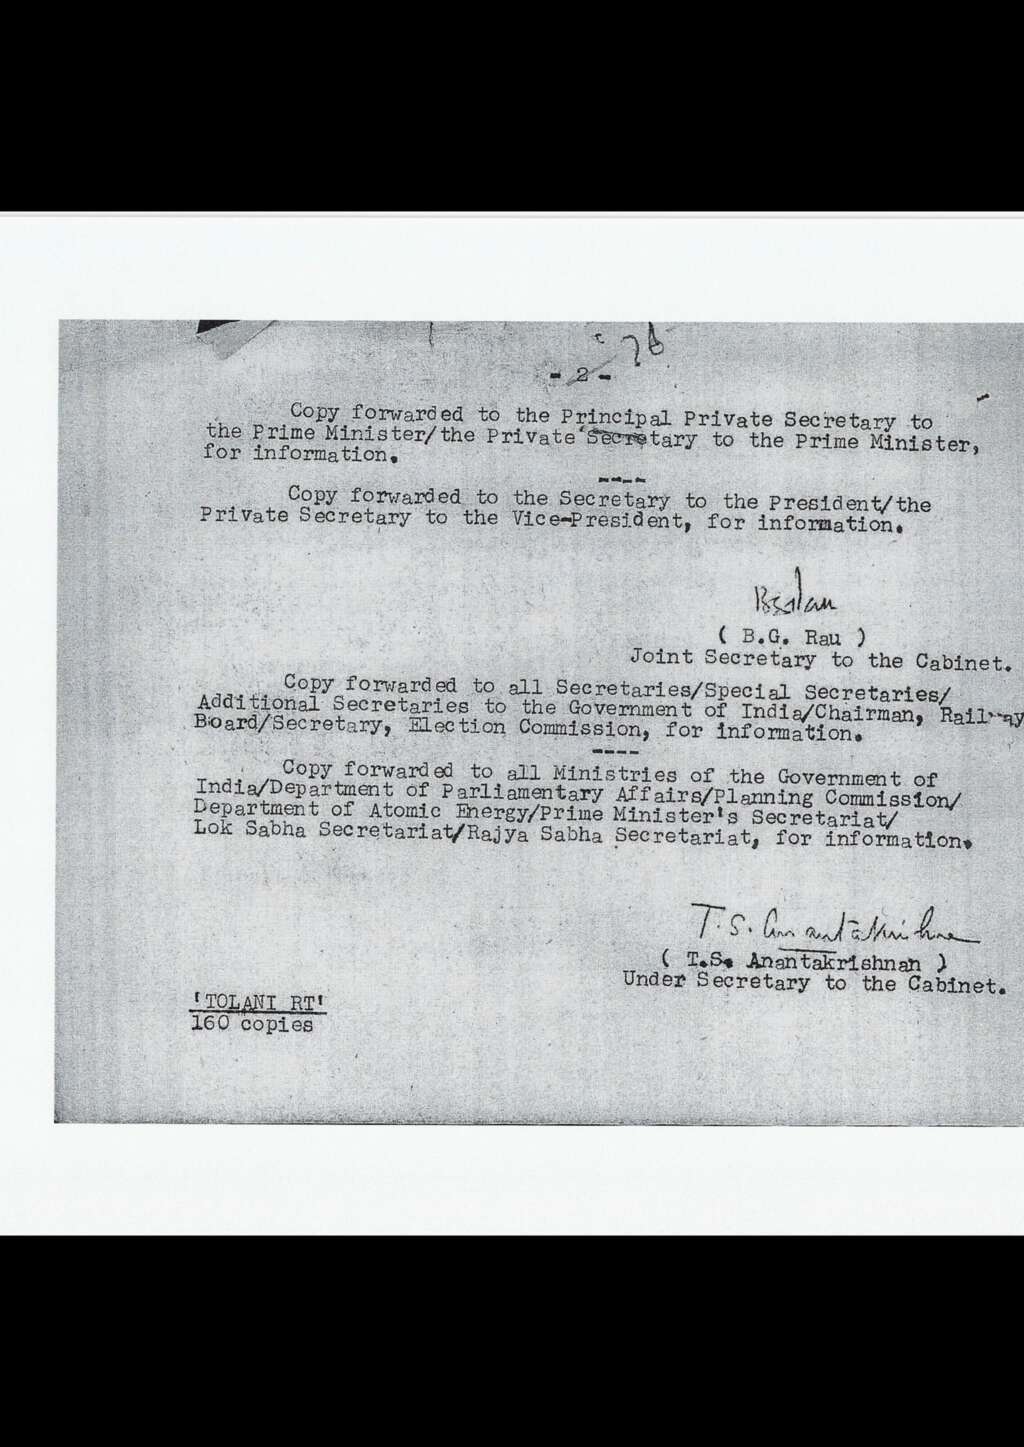 76
- 2 -
Copy forwarded to the Principal Private Secretary to
the Prime Minister/the Private Secretary to the Prime Minister,
for information.
----
Copy forwarded to the Secretary to the President/the
Private Secretary to the Vice-President, for information.
( B.G. Rau )
Joint Secretary to the Cabinet.
Copy forwarded to all Secretaries/Special Secretaries/
Additional Secretaries to the Government of India/Chairman, Railway
Board/Secretary, Election Commission, for information.
----
Copy forwarded to all Ministries of the Government of
India/Department of Parliamentary Affairs/Planning Commission/
Department of Atomic Energy/Prime Minister's Secretariat/
Lok Sabha Secretariat/Rajya Sabha Secretariat, for information.
T. S. Anantakrishna
( T.S. Anantakrishnan )
Under Secretary to the Cabinet.
'TOLANI RT'
160 copies